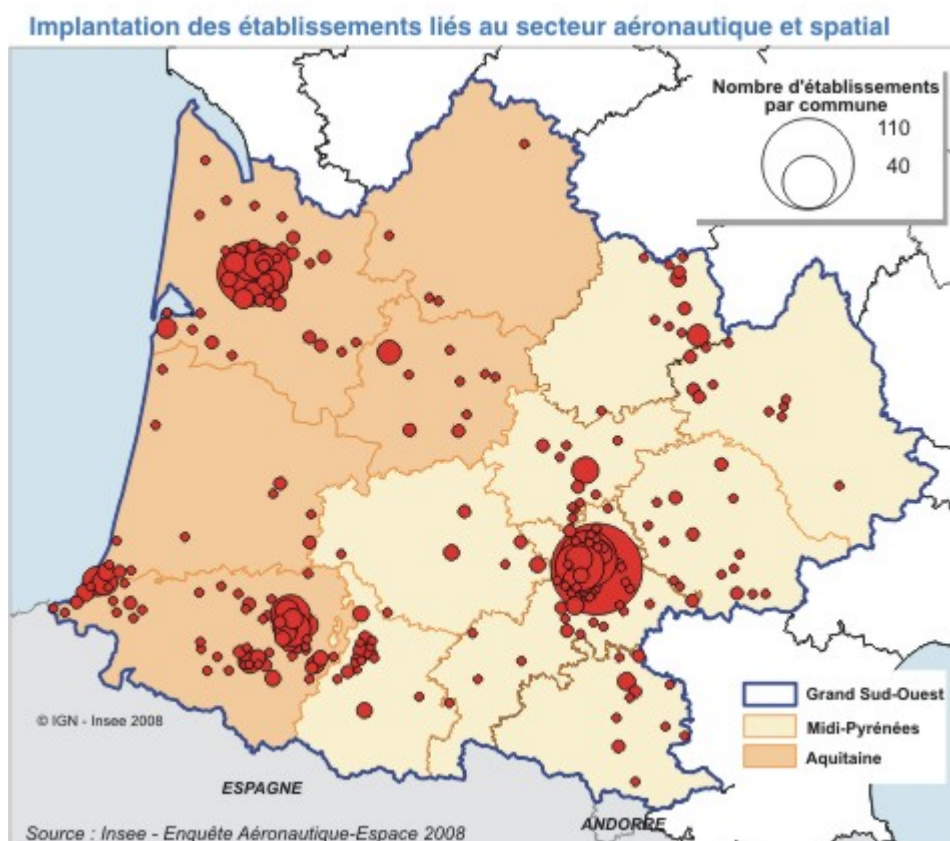 Implantation des établissements liés au secteur aéronautique et spatial
Nombre d'établissements
par commune
110
40
Grand Sud-Ouest
Midi-Pyrénées
Aquitaine
© IGN - Insee 2008
ESPAGNE
ANDORRE
Source : Insee - Enquête Aéronautique-Espace 2008